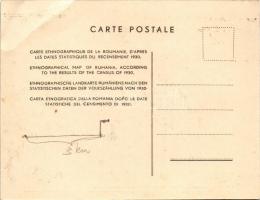 CARTE POSTALE
CARTE ETHNOGRAPHIQUE DE LA ROUMANIE, D'APRÈS
LES DATES STATISTIQUES DU RECENSEMENT 1930.
ETHNOGRAPHICAL MAP OF RUMANIA, ACCORDING
TO THE RESULTS OF THE CENSUS OF 1930.
ETHNOGRAPHISCHE LANDKARTE RUMÄNIENS NACH DEN
STATISTISCHEN DATEN DER VOLKSZÄHLUNG VON 1930
CARTA ETNOGRAFICA DELLA ROMANIA DOPO LE DATE
STATISTICHE DEL CENSIMENTO DI 1930.